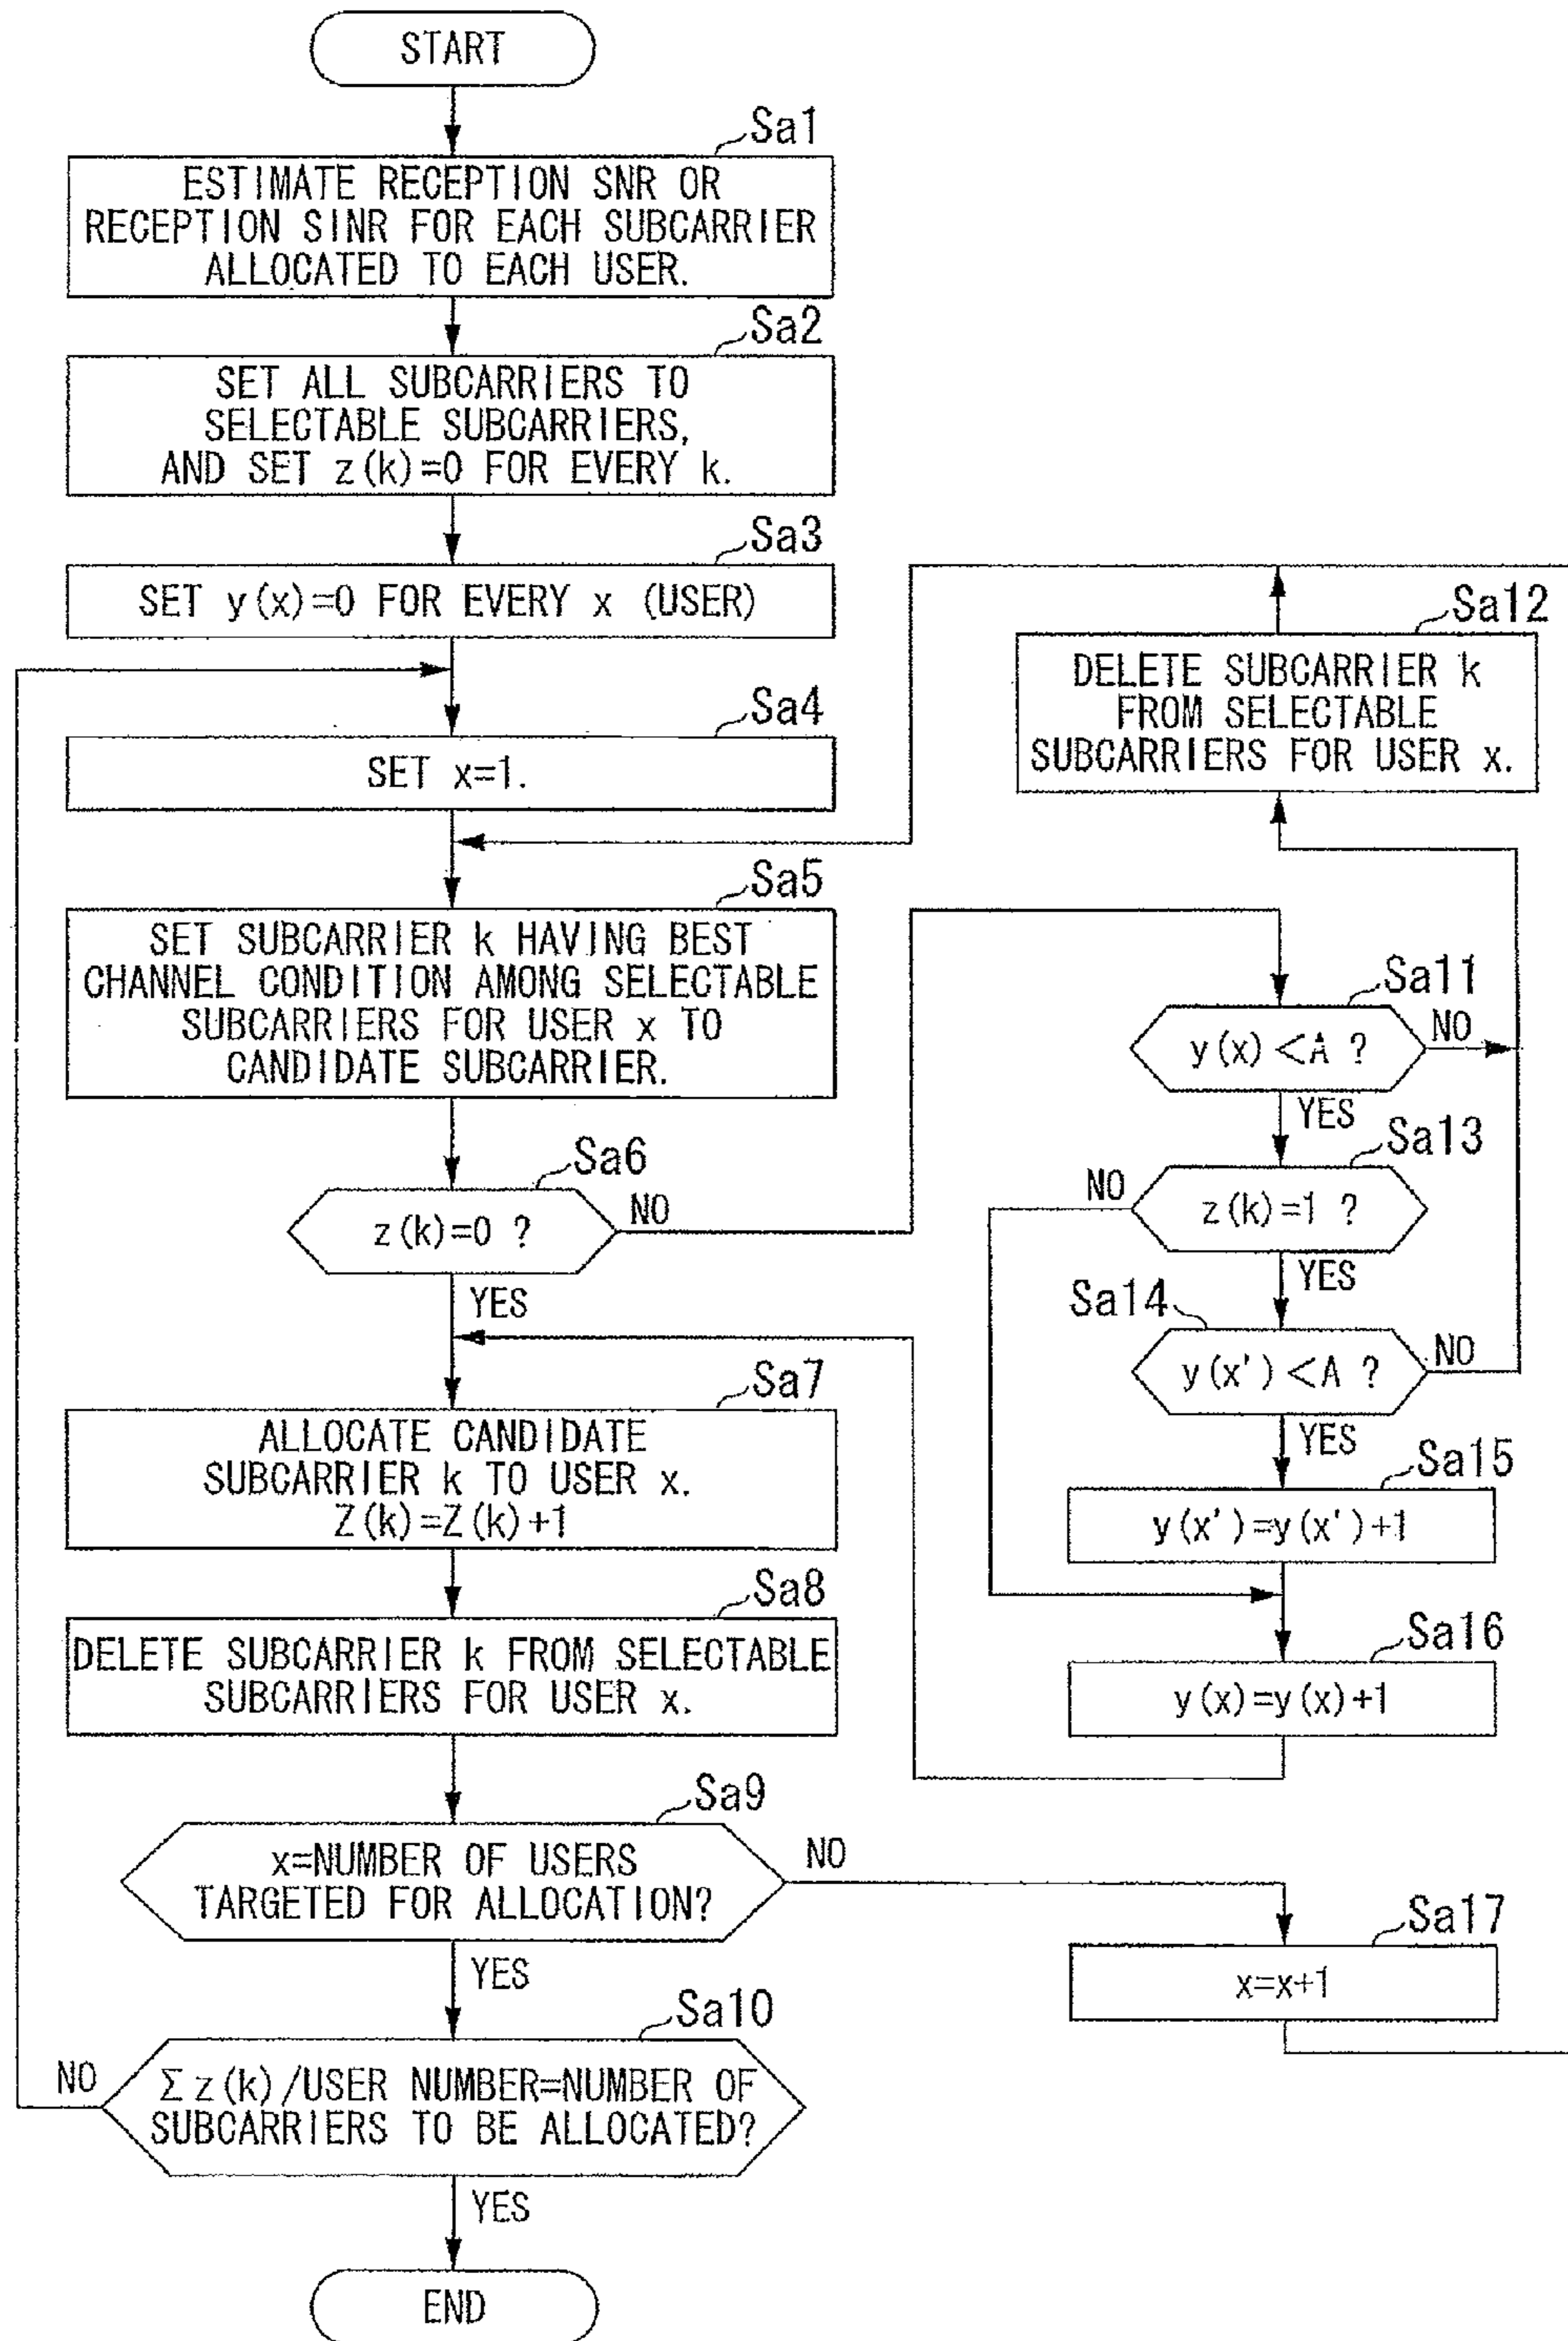 START
Sa1
ESTIMATE RECEPTION SNR OR
RECEPTION SINR FOR EACH SUBCARRIER
ALLOCATED TO EACH USER.
Sa2
SET ALL SUBCARRIERS TO
SELECTABLE SUBCARRIERS,
AND SET z(k)=0 FOR EVERY k.
Sa3
SET y(x)=0 FOR EVERY x (USER)
Sa4
SET x=1.
Sa5
SET SUBCARRIER k HAVING BEST
CHANNEL CONDITION AMONG SELECTABLE
SUBCARRIERS FOR USER x TO
CANDIDATE SUBCARRIER.
Sa6
z(k)=0 ?
NO
YES
Sa7
ALLOCATE CANDIDATE
SUBCARRIER k TO USER x.
Z(k)=Z(k)+1
Sa8
DELETE SUBCARRIER k FROM SELECTABLE
SUBCARRIERS FOR USER x.
Sa9
x=NUMBER OF USERS
TARGETED FOR ALLOCATION?
NO
YES
Sa10
Σz(k)/USER NUMBER=NUMBER OF
SUBCARRIERS TO BE ALLOCATED?
NO
YES
END
Sa12
DELETE SUBCARRIER k
FROM SELECTABLE
SUBCARRIERS FOR USER x.
Sa11
y(x)<A ?
NO
YES
Sa13
z(k)=1 ?
NO
YES
Sa14
y(x')<A ?
NO
YES
Sa15
y(x')=y(x')+1
Sa16
y(x)=y(x)+1
Sa17
x=x+1